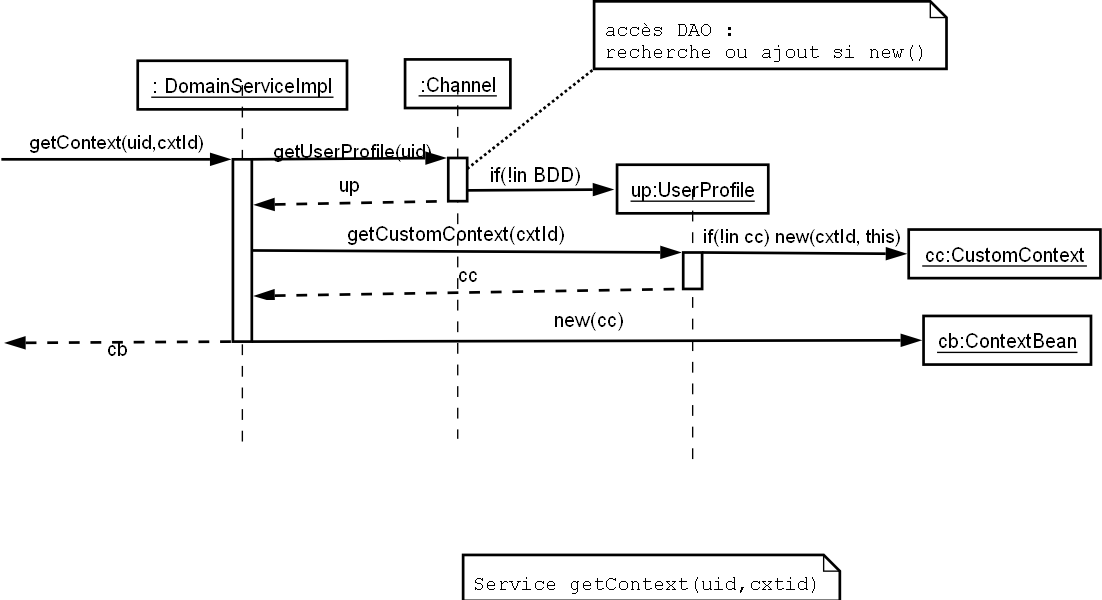 accès DAO :
recherche ou ajout si new()
: DomainServiceImpl
:Channel
getContext(uid,cxtId)
getUserProfile(uid)
if(!in BDD)
up
up:UserProfile
getCustomContext(cxtId)
if(!in cc) new(cxtId, this)
cc:CustomContext
cc
new(cc)
cb:ContextBean
cb
Service getContext(uid,cxtid)